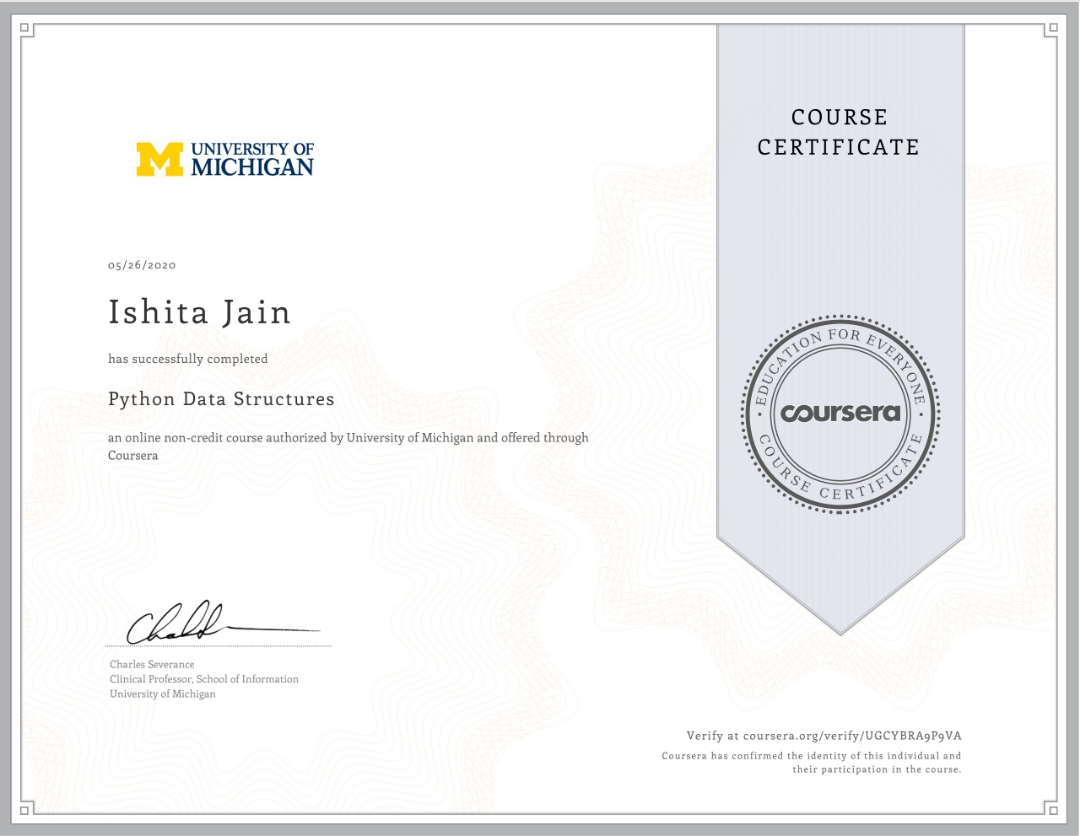 COURSE
CERTIFICATE
M UNIVERSITY OF
MICHIGAN
05/26/2020
Ishita Jain
has successfully completed
Python Data Structures
an online non-credit course authorized by University of Michigan and offered through
Coursera
EDUCATION FOR EVERYONE
coursera
COURSE CERTIFICATE
Charles Severance
Clinical Professor, School of Information
University of Michigan
Verify at coursera.org/verify/UGCYBRA9P9VA
Coursera has confirmed the identity of this individual and
their participation in the course.